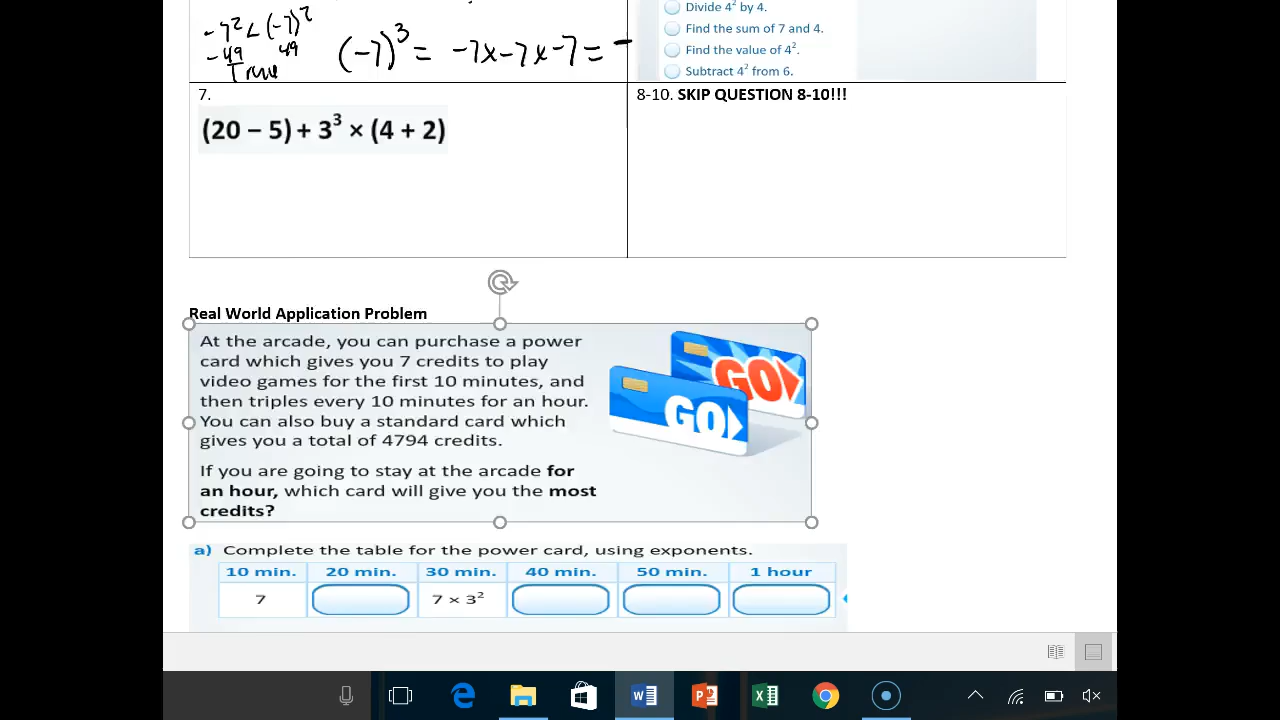 -7² < (-7)²
-49 49
True
(-7)³ = -7x-7x-7 = -
Divide 4² by 4.
Find the sum of 7 and 4.
Find the value of 4².
Subtract 4² from 6.
7.
(20 – 5) + 3³ × (4 + 2)
8-10. SKIP QUESTION 8-10!!!
Real World Application Problem
At the arcade, you can purchase a power
card which gives you 7 credits to play
video games for the first 10 minutes, and
then triples every 10 minutes for an hour.
You can also buy a standard card which
gives you a total of 4794 credits.
If you are going to stay at the arcade for
an hour, which card will give you the most
credits?
GO
GO
a) Complete the table for the power card, using exponents.
10 min. 20 min. 30 min. 40 min. 50 min. 1 hour
7 7 × 3²